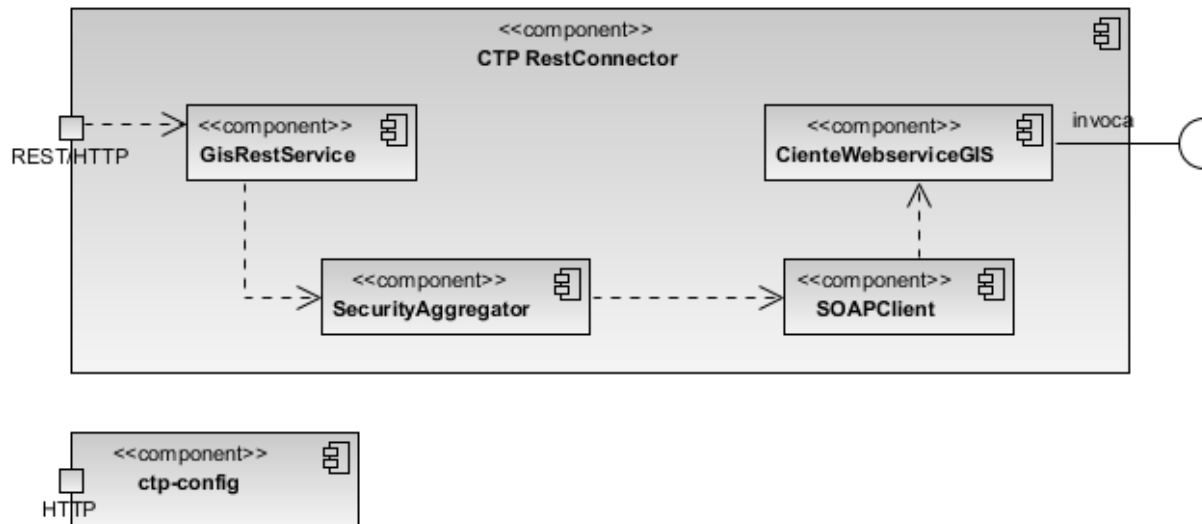 <<component>>
CTP RestConnector
REST/HTTP
<<component>>
GisRestService
<<component>>
CienteWebserviceGIS
invoca
<<component>>
SecurityAggregator
<<component>>
SOAPClient
<<component>>
ctp-config
HTTP